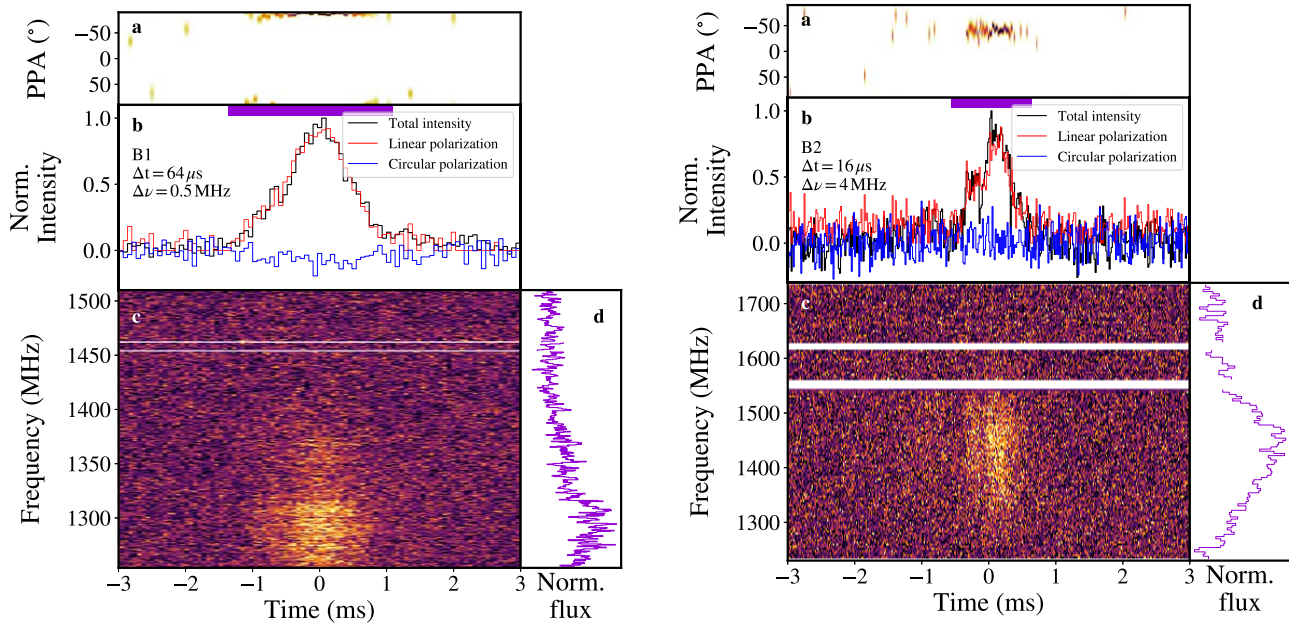 a
PPA (°)
−50
0
50
b
B1
Δt = 64 μs
Δν = 0.5 MHz
Total intensity
Linear polarization
Circular polarization
Norm.
Intensity
1.0
0.5
0.0
c
d
Frequency (MHz)
1500
1450
1400
1350
1300
−3 −2 −1 0 1 2 3
Time (ms)
Norm.
flux
a
PPA (°)
−50
0
50
b
B2
Δt = 16 μs
Δν = 4 MHz
Total intensity
Linear polarization
Circular polarization
Norm.
Intensity
1.0
0.5
0.0
c
d
Frequency (MHz)
1700
1600
1500
1400
1300
−3 −2 −1 0 1 2 3
Time (ms)
Norm.
flux